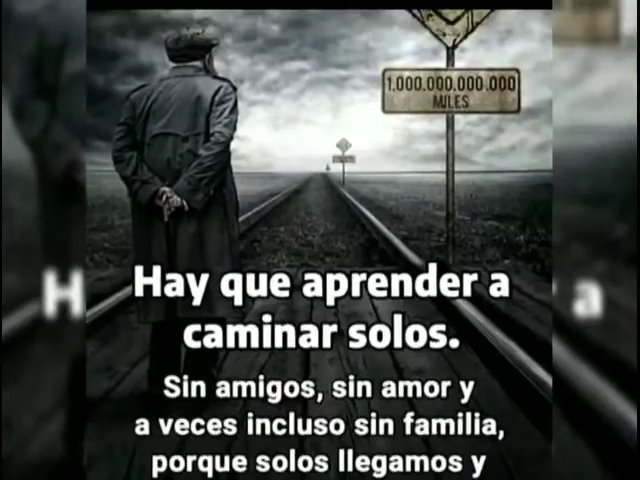 1.000.000.000.000
MILES
Hay que aprender a
caminar solos.
Sin amigos, sin amor y
a veces incluso sin familia,
porque solos llegamos y